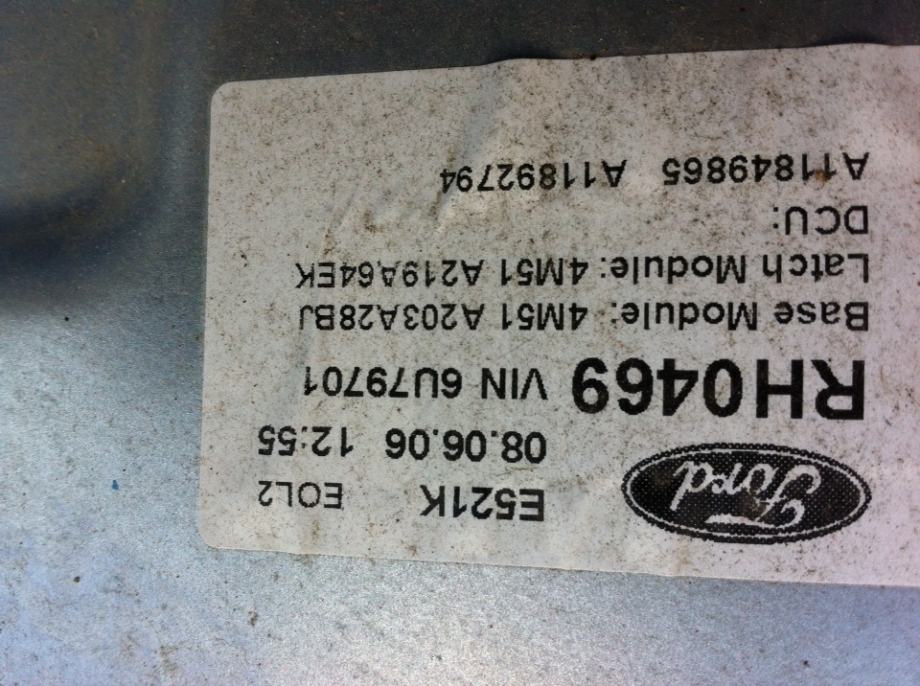 Ford
E521K EOL2
08.06.06 12:55
RH0469 VIN 6U79701
Base Module: 4M51 A203A28BJ
Latch Module: 4M51 A219A64EK
DCU:
A11849865 A11892794